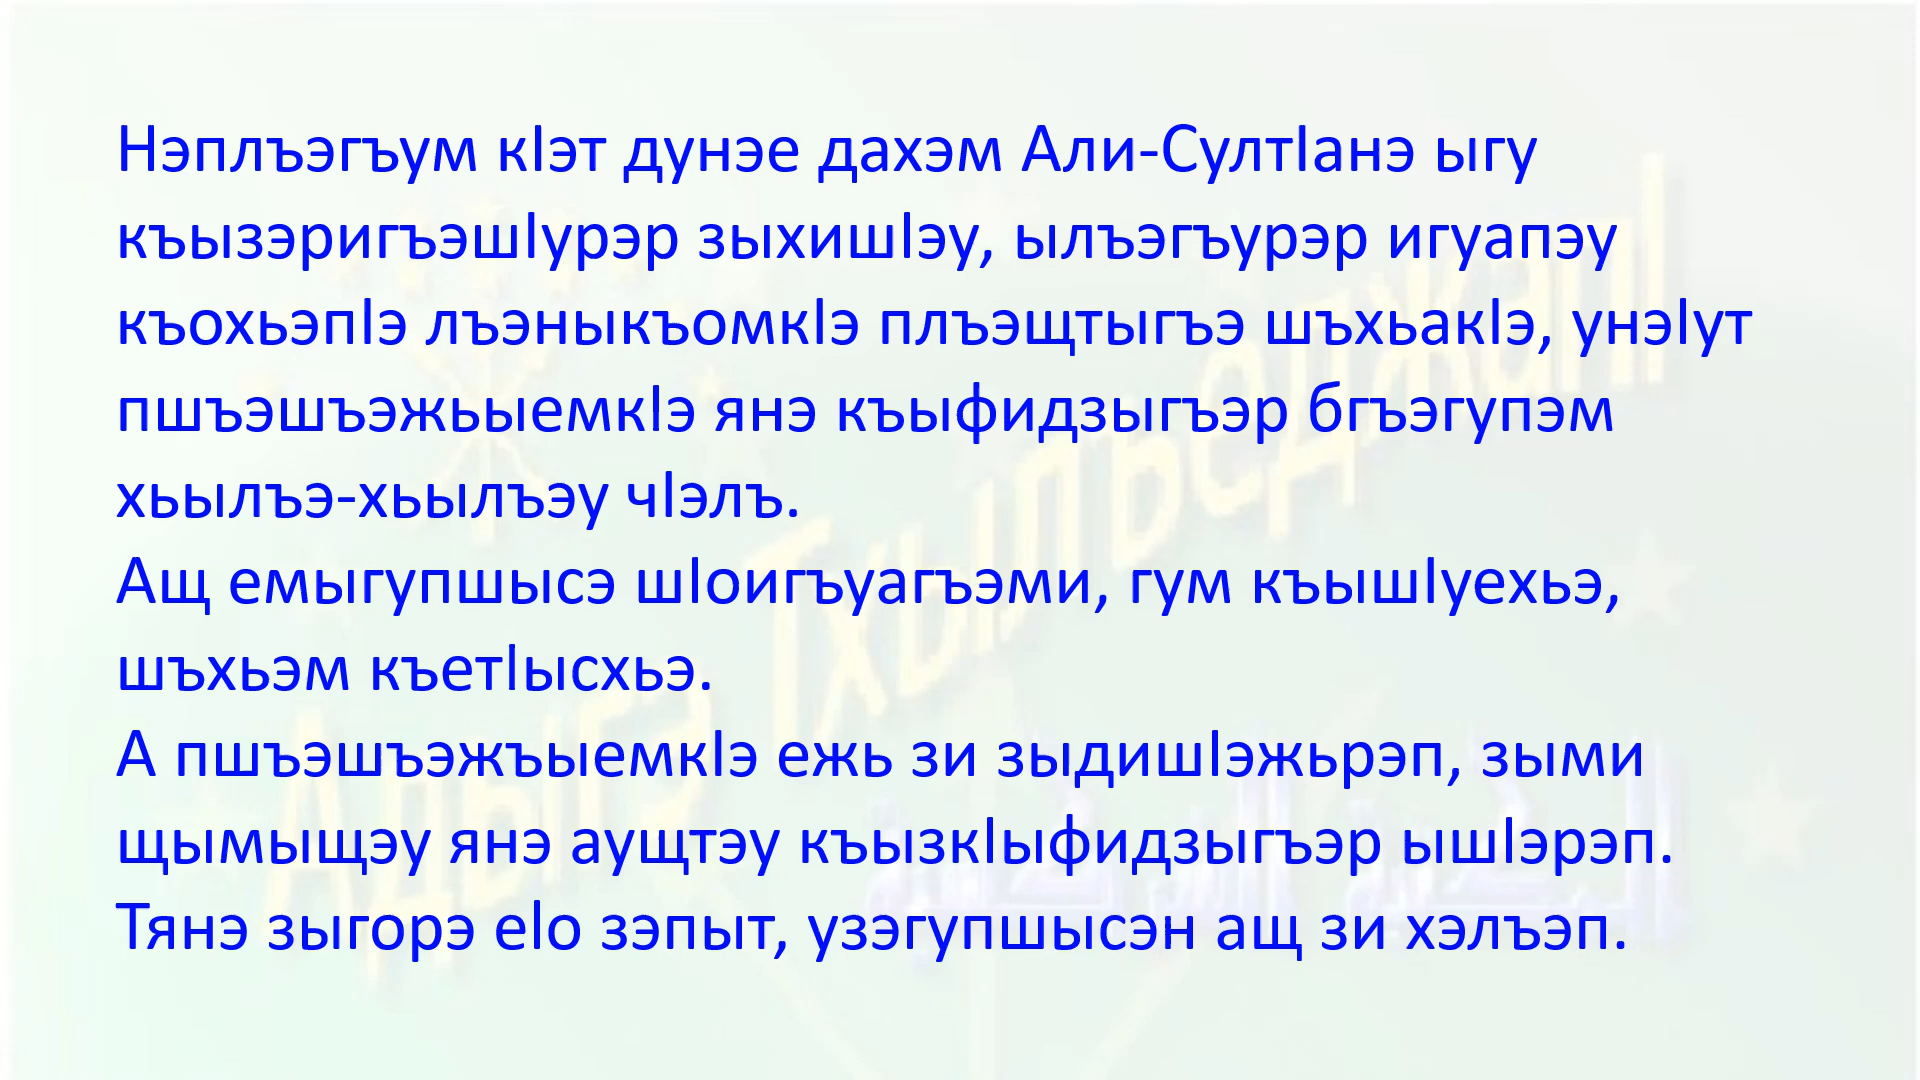 Нэплъэгъум кӏэт дунэе дахэм Али-Султӏанэ ыгу
къызэригъэшӏурэр зыхишӏэу, ылъэгъурэр игуапэу
къохьэпӏэ лъэныкъомкӏэ плъэщтыгъэ шъхьакӏэ, унэӏут
пшъэшъэжьыемкӏэ янэ къыфидзыгъэр бгъэгупэм
хьылъэ-хьылъэу чӏэлъ.
Ащ емыгупшысэ шӏоигъуагъэми, гум къышӏуехьэ,
шъхьэм къетӏысхьэ.
А пшъэшъэжъыемкӏэ ежь зи зыдишӏэжьрэп, зыми
щымыщэу янэ аущтэу къызкӏыфидзыгъэр ышӏэрэп.
Тянэ зыгорэ еӏо зэпыт, узэгупшысэн ащ зи хэлъэп.
Адыгэ Тхылъеджапӏ